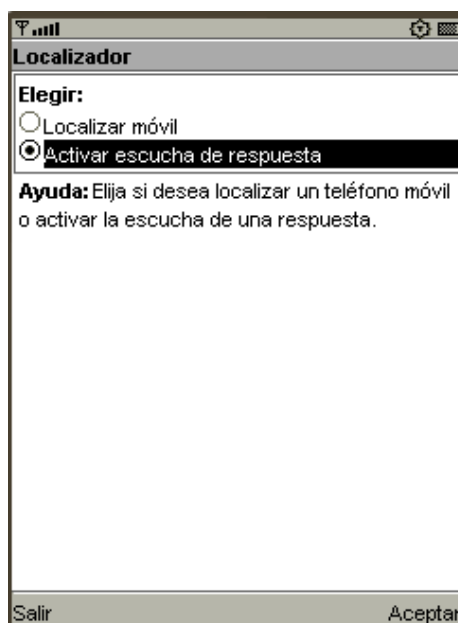 Localizador
Elegir:
Localizar móvil
Activar escucha de respuesta
Ayuda: Elija si desea localizar un teléfono móvil
o activar la escucha de una respuesta.
Salir Aceptar